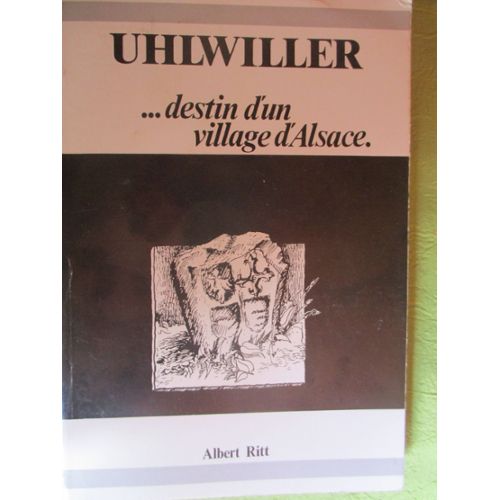 UHLWILLER
...destin d'un
village d'Alsace.
Albert Ritt